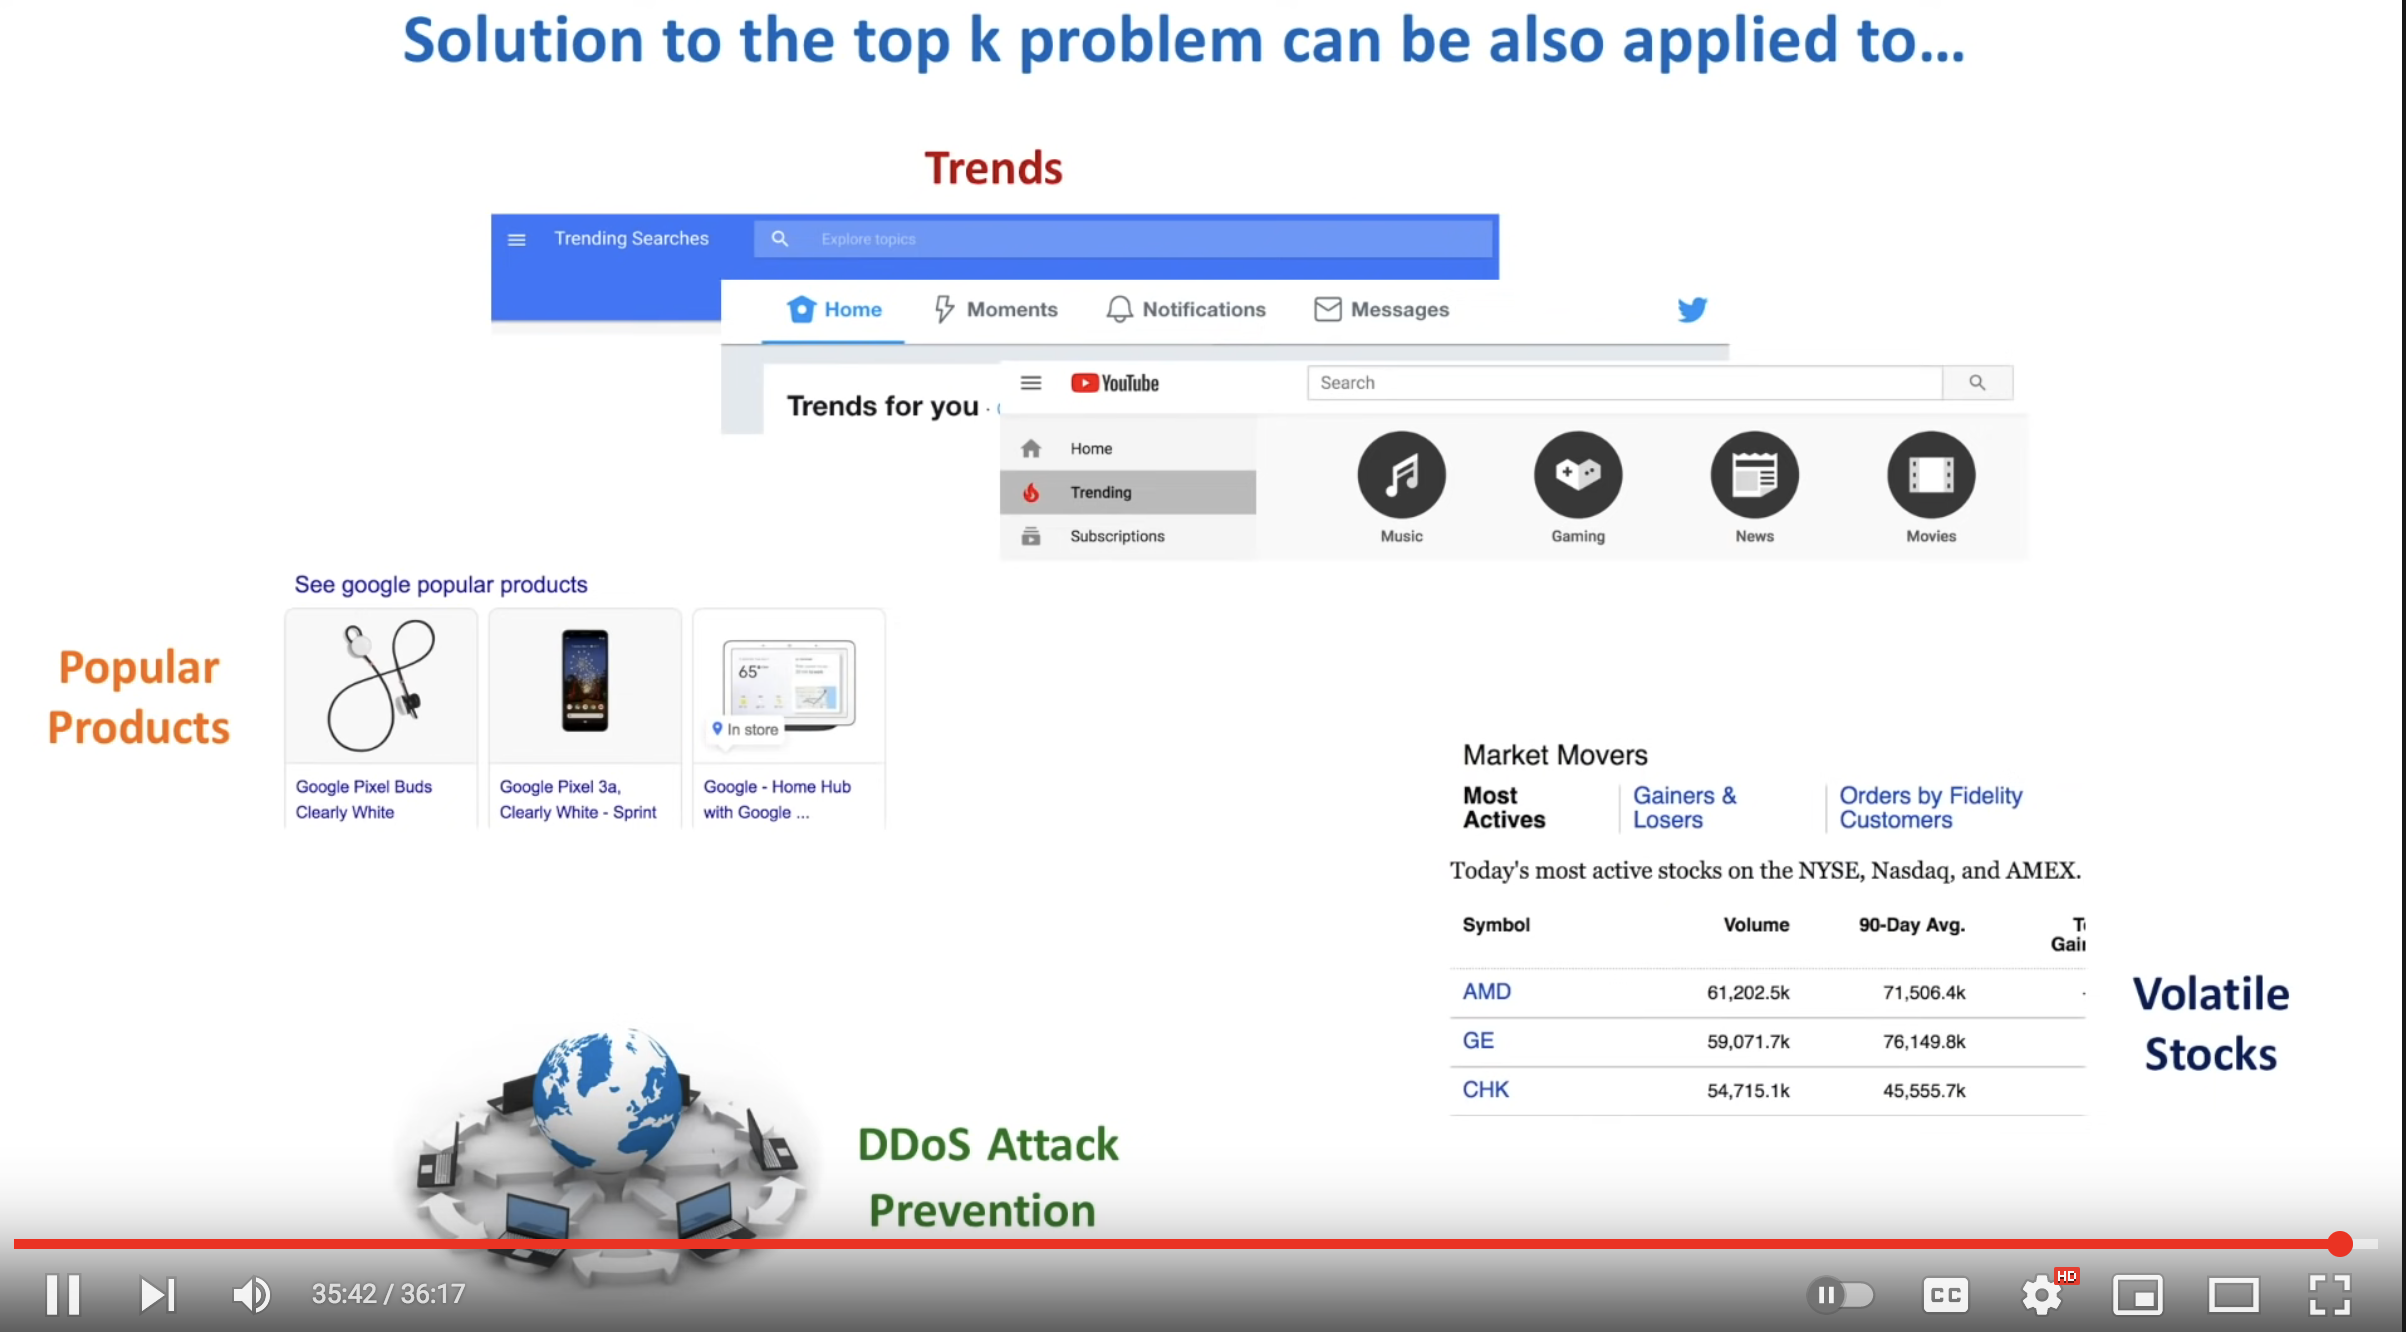 Solution to the top k problem can be also applied to...
Trends
Trending Searches
Explore topics
Home
Moments
Notifications
Messages
Trends for you ·
YouTube
Search
Home
Trending
Subscriptions
Music
Gaming
News
Movies
See google popular products
Popular
Products
65°
In store
Google Pixel Buds
Clearly White
Google Pixel 3a,
Clearly White - Sprint
Google - Home Hub
with Google ...
Market Movers
Most
Actives
Gainers &
Losers
Orders by Fidelity
Customers
Today's most active stocks on the NYSE, Nasdaq, and AMEX.
Symbol Volume 90-Day Avg.
AMD 61,202.5k 71,506.4k
GE 59,071.7k 76,149.8k
CHK 54,715.1k 45,555.7k
Volatile
Stocks
DDoS Attack
Prevention
35:42 / 36:17
CC
HD